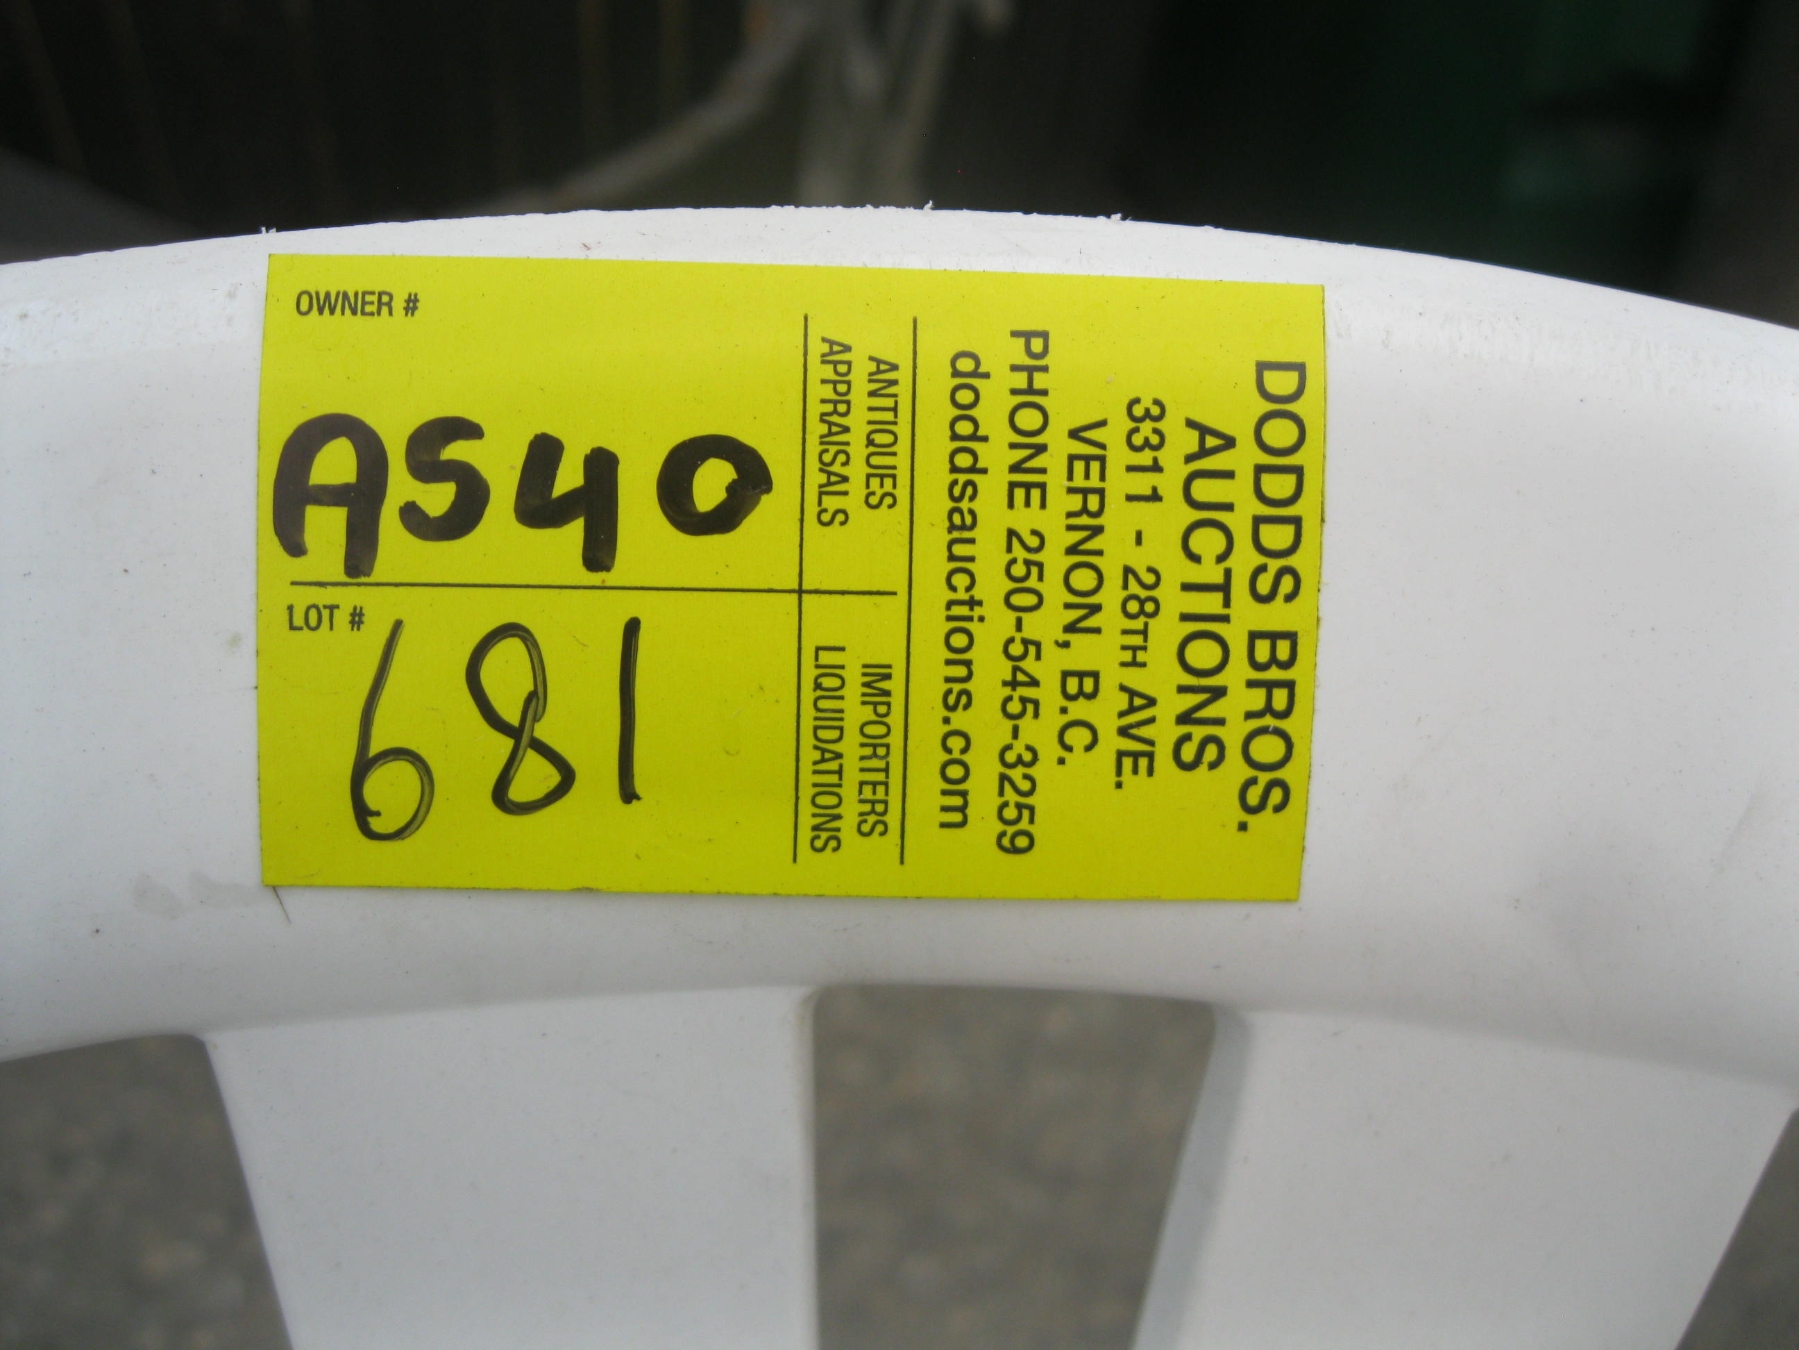 OWNER #
A540
LOT #
681
ANTIQUES
APPRAISALS
IMPORTERS
LIQUIDATIONS
DODDS BROS.
AUCTIONS
3311 - 28TH AVE.
VERNON, B.C.
PHONE 250-545-3259
doddsauctions.com